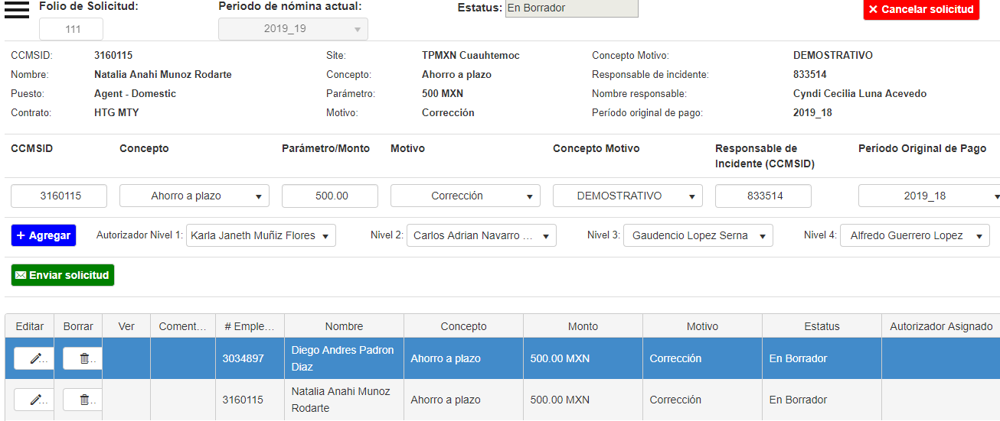 Folio de Solicitud: Periodo de nómina actual: Estatus: En Borrador Cancelar solicitud
111 2019_19
CCMSID: 3160115 Site: TPMXN Cuauhtemoc Concepto Motivo: DEMOSTRATIVO
Nombre: Natalia Anahi Munoz Rodarte Concepto: Ahorro a plazo Responsable de incidente: 833514
Puesto: Agent - Domestic Parámetro: 500 MXN Nombre responsable: Cyndi Cecilia Luna Acevedo
Contrato: HTG MTY Motivo: Corrección Período original de pago: 2019_18
CCMSID Concepto Parámetro/Monto Motivo Concepto Motivo Responsable de Incidente (CCMSID) Período Original de Pago
3160115 Ahorro a plazo 500.00 Corrección DEMOSTRATIVO 833514 2019_18
+ Agregar Autorizador Nivel 1: Karla Janeth Muñiz Flores Nivel 2: Carlos Adrian Navarro ... Nivel 3: Gaudencio Lopez Serna Nivel 4: Alfredo Guerrero Lopez
Enviar solicitud
Editar Borrar Ver Coment... # Emple... Nombre Concepto Monto Motivo Estatus Autorizador Asignado
... ... 3034897 Diego Andres Padron Diaz Ahorro a plazo 500.00 MXN Corrección En Borrador
... ... 3160115 Natalia Anahi Munoz Rodarte Ahorro a plazo 500.00 MXN Corrección En Borrador